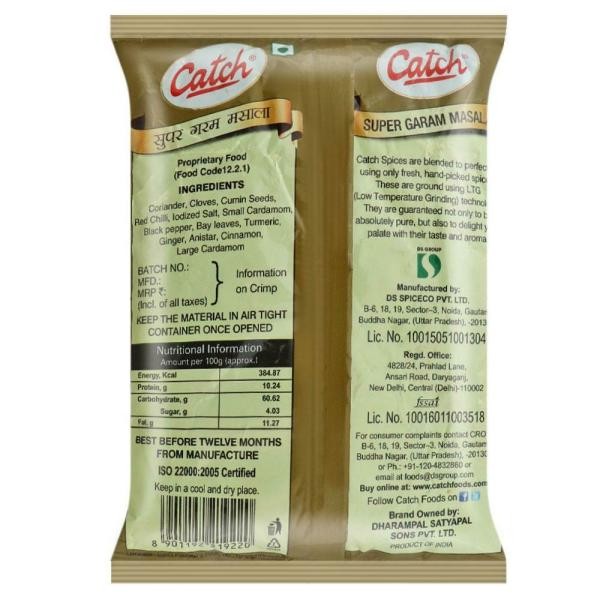 Catch®
सुपर गरम मसाला
Proprietary Food
(Food Code12.2.1)
INGREDIENTS
Coriander, Cloves, Cumin Seeds,
Red Chilli, Iodized Salt, Small Cardamom,
Black pepper, Bay leaves, Turmeric,
Ginger, Anistar, Cinnamon,
Large Cardamom
BATCH NO.:
MFD.:
MRP ₹:
(Incl. of all taxes)
Information
on Crimp
KEEP THE MATERIAL IN AIR TIGHT
CONTAINER ONCE OPENED
Nutritional Information
Amount per 100g (approx.)
Energy, Kcal 384.87
Protein, g 10.24
Carbohydrate, g 60.62
Sugar, g 4.03
Fat, g 11.27
BEST BEFORE TWELVE MONTHS
FROM MANUFACTURE
ISO 22000:2005 Certified
Keep in a cool and dry place.
Catch®
SUPER GARAM MASAL
Catch Spices are blended to perfec
using only fresh, hand-picked spic
These are ground using LTG
(Low Temperature Grinding) technol
They are guaranteed not only to b
absolutely pure, but also to delight y
palate with their taste and aroma
DS GROUP
Manufactured by:
DS SPICECO PVT. LTD.
B-6, 18, 19, Sector-3, Noida, Gautam
Buddha Nagar, (Uttar Pradesh), -2013
Lic. No. 10015051001304
Regd. Office:
4828/24, Prahlad Lane,
Ansari Road, Daryaganj,
New Delhi, Central (Delhi)-110002
fssai
Lic. No. 10016011003518
For consumer complaints contact CRO
B-6, 18, 19, Sector-3, Noida, Gautam
Buddha Nagar, (Uttar Pradesh), -2013
or Ph.: +91-120-4832860 or
email at foods@dsgroup.com
Buy online at: www.catchfoods.com
Follow Catch Foods on
Brand Owned by:
DHARAMPAL SATYAPAL
SONS PVT. LTD.
PRODUCT OF INDIA